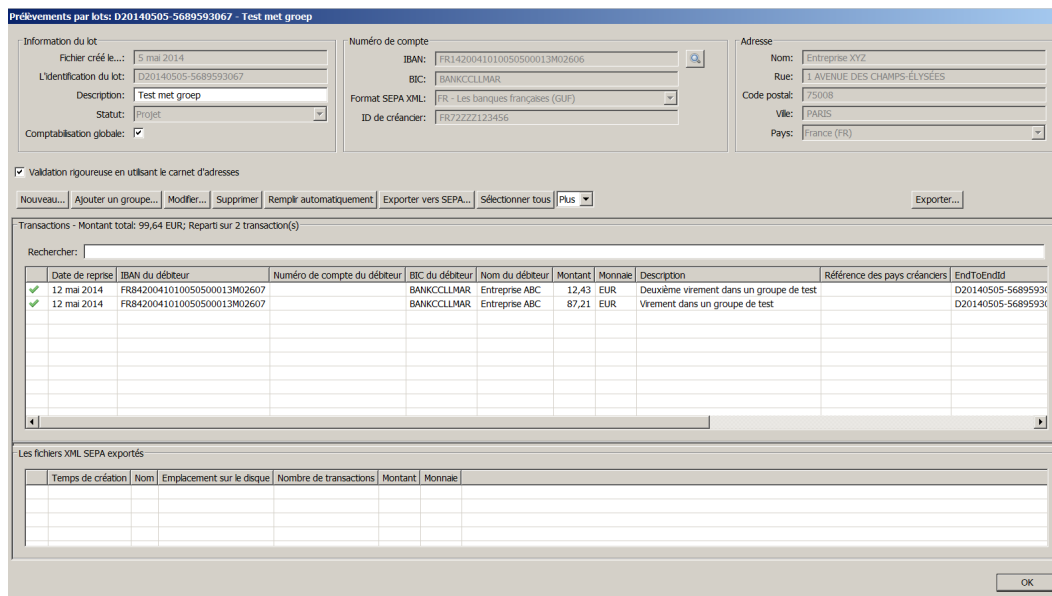 Prélèvements par lots: D20140505-5689593067 - Test met groep
Information du lot
Fichier créé le...: 5 mai 2014
L'identification du lot: D20140505-5689593067
Description: Test met groep
Statut: Projet
Comptabilisation globale:
Numéro de compte
IBAN: FR1420041010050500013M02606
BIC: BANKCCLLMAR
Format SEPA XML: FR - Les banques françaises (GUF)
ID de créancier: FR72ZZZ123456
Adresse
Nom: Entreprise XYZ
Rue: 1 AVENUE DES CHAMPS-ÉLYSÉES
Code postal: 75008
Ville: PARIS
Pays: France (FR)
Validation rigoureuse en utilisant le carnet d'adresses
Nouveau... Ajouter un groupe... Modifier... Supprimer Remplir automatiquement Exporter vers SEPA... Sélectionner tous Plus Exporter...
Transactions - Montant total: 99,64 EUR; Reparti sur 2 transaction(s)
Rechercher:
Date de reprise IBAN du débiteur Numéro de compte du débiteur BIC du débiteur Nom du débiteur Montant Monnaie Description Référence des pays créanciers EndToEndId
12 mai 2014 FR8420041010050500013M02607 BANKCCLLMAR Entreprise ABC 12,43 EUR Deuxième virement dans un groupe de test D20140505-56895930
12 mai 2014 FR8420041010050500013M02607 BANKCCLLMAR Entreprise ABC 87,21 EUR Virement dans un groupe de test D20140505-56895930
Les fichiers XML SEPA exportés
Temps de création Nom Emplacement sur le disque Nombre de transactions Montant Monnaie
OK